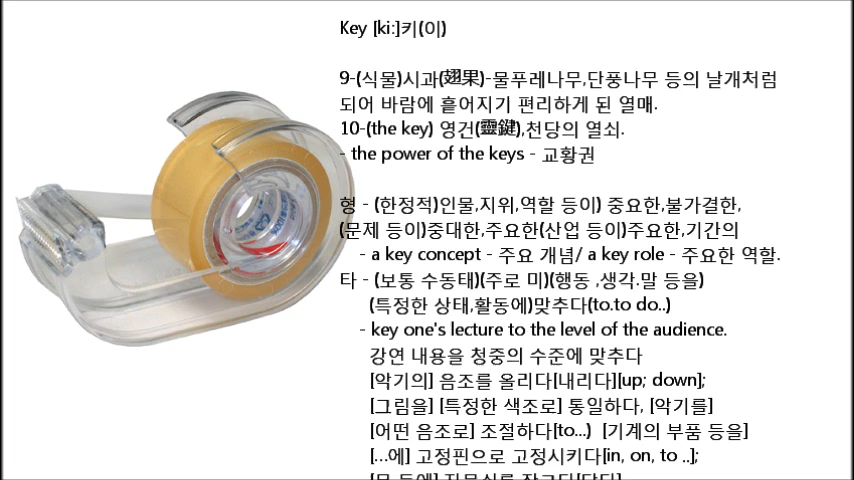 Key [ki:]키(이)
9-(식물)시과(翅果)-물푸레나무,단풍나무 등의 날개처럼
되어 바람에 흩어지기 편리하게 된 열매.
10-(the key) 영건(靈鍵),천당의 열쇠.
- the power of the keys - 교황권
형 - (한정적)인물,지위,역할 등이) 중요한,불가결한,
(문제 등이)중대한,주요한(산업 등이)주요한,기간의
- a key concept - 주요 개념/ a key role - 주요한 역할.
타 - (보통 수동태)(주로 미)(행동 ,생각.말 등을)
(특정한 상태,활동에)맞추다(to.to do..)
- key one's lecture to the level of the audience.
강연 내용을 청중의 수준에 맞추다
[악기의] 음조를 올리다[내리다][up; down];
[그림을] [특정한 색조로] 통일하다, [악기를]
[어떤 음조로] 조절하다[to...) [기계의 부품 등을]
[...에] 고정핀으로 고정시키다[in, on, to ..];